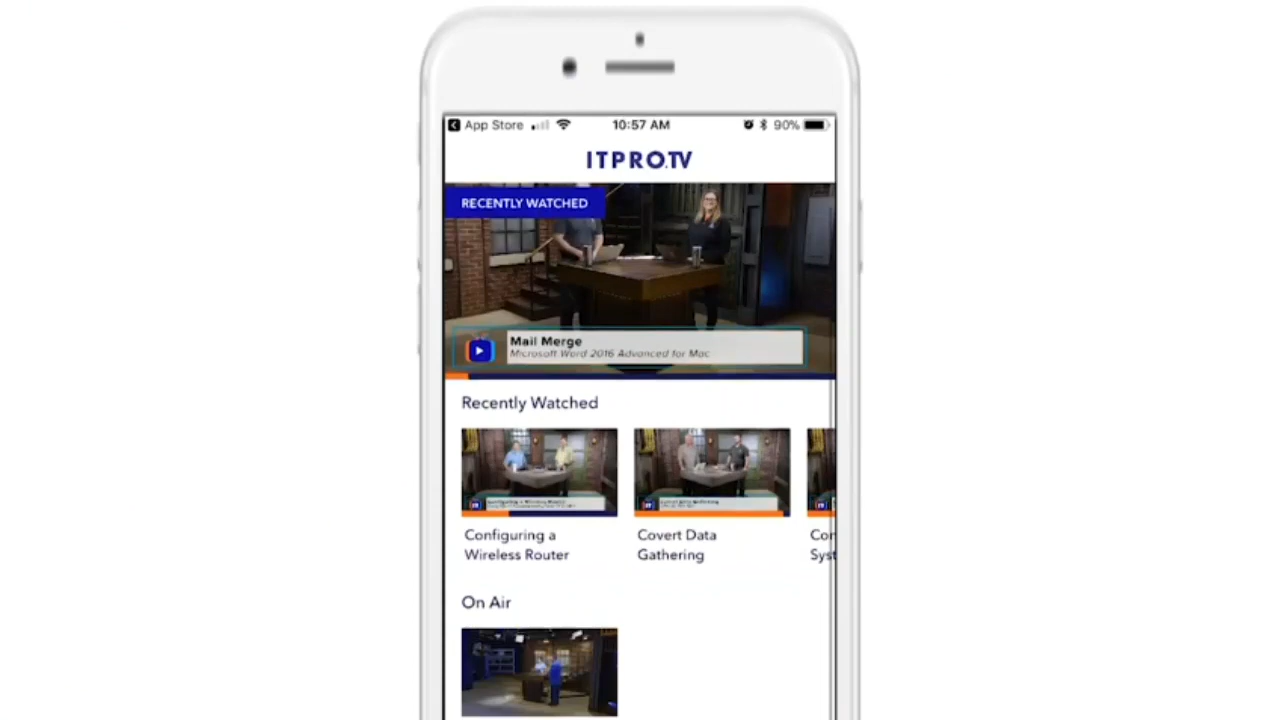 App Store
10:57 AM
90%
ITPRO.TV
RECENTLY WATCHED
Mail Merge
Microsoft Word 2016 Advanced for Mac
Recently Watched
Configuring a
Wireless Router
Covert Data
Gathering
Con
Syst
On Air